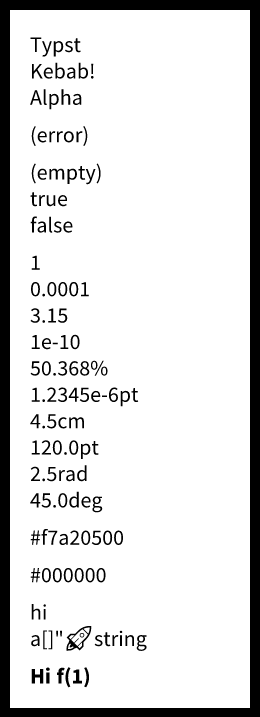 Typst
Kebab!
Alpha
(error)
(empty)
true
false
1
0.0001
3.15
1e-10
50.368%
1.2345e-6pt
4.5cm
120.0pt
2.5rad
45.0deg
#f7a20500
#000000
hi
a[]"🚀string
Hi f(1)